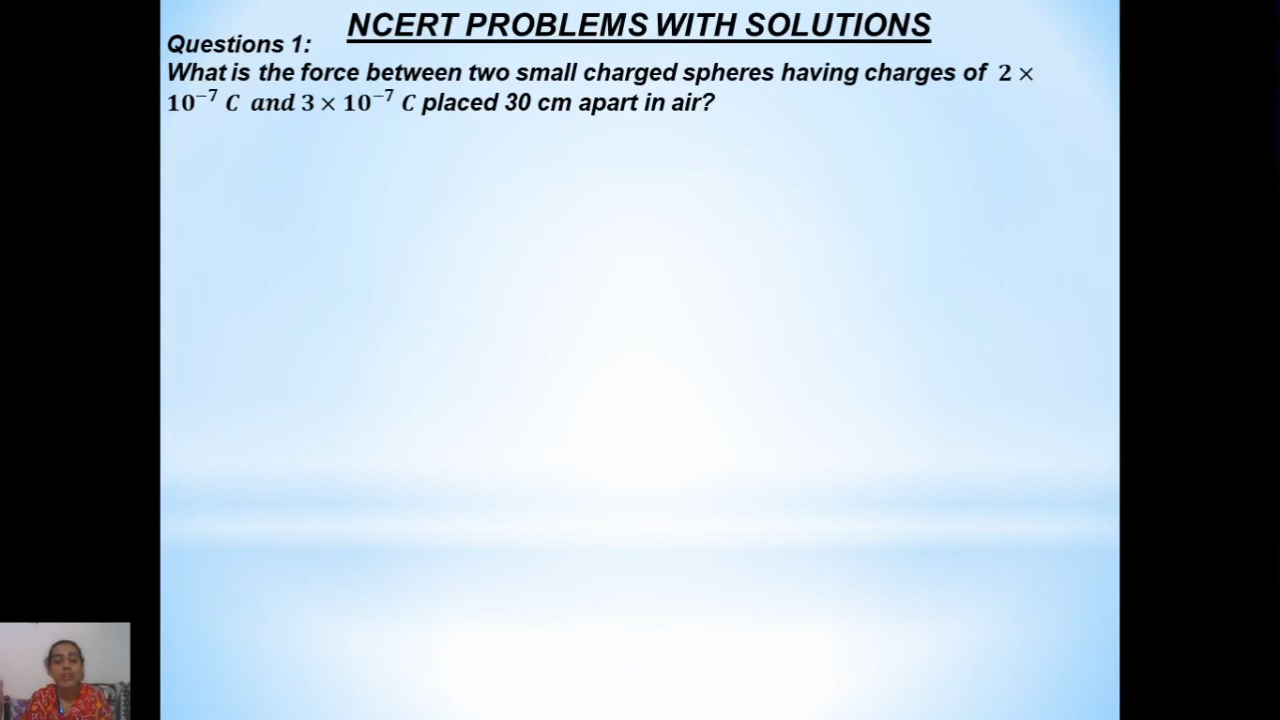 NCERT PROBLEMS WITH SOLUTIONS
Questions 1:
What is the force between two small charged spheres having charges of 2 ×
10⁻⁷ C and 3 × 10⁻⁷ C placed 30 cm apart in air?